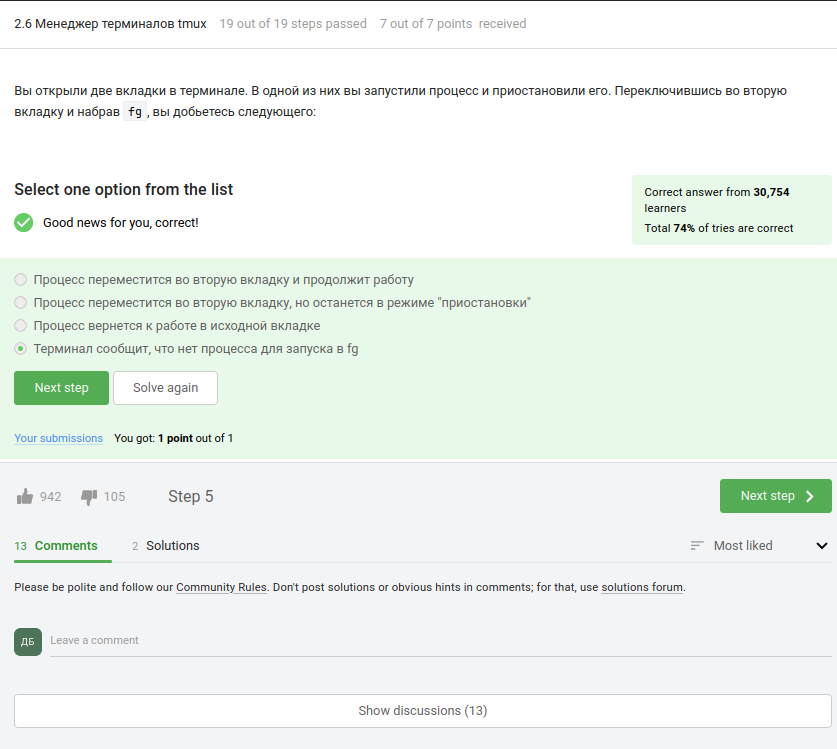 2.6 Менеджер терминалов tmux 19 out of 19 steps passed 7 out of 7 points received
Вы открыли две вкладки в терминале. В одной из них вы запустили процесс и приостановили его. Переключившись во вторую
вкладку и набрав fg , вы добьетесь следующего:
Select one option from the list
Good news for you, correct!
Correct answer from 30,754
learners
Total 74% of tries are correct
Процесс переместится во вторую вкладку и продолжит работу
Процесс переместится во вторую вкладку, но останется в режиме "приостановки"
Процесс вернется к работе в исходной вкладке
Терминал сообщит, что нет процесса для запуска в fg
Next step Solve again
Your submissions You got: 1 point out of 1
942 105 Step 5 Next step
13 Comments 2 Solutions Most liked
Please be polite and follow our Community Rules. Don't post solutions or obvious hints in comments; for that, use solutions forum.
ДБ Leave a comment
Show discussions (13)